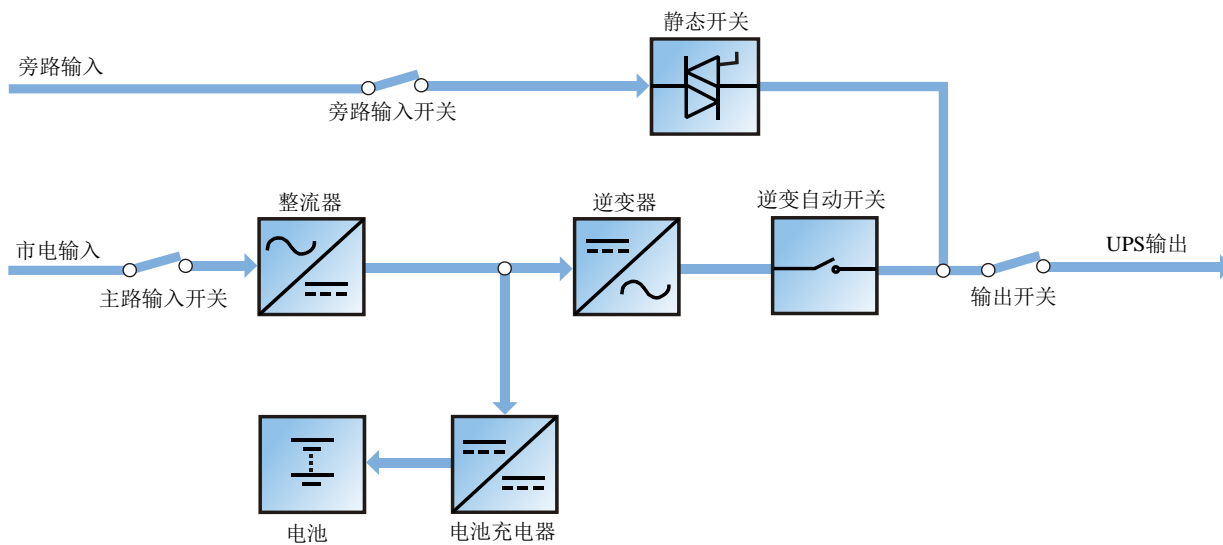 静态开关
旁路输入
旁路输入开关
整流器
逆变器
逆变自动开关
市电输入
UPS输出
主路输入开关
输出开关
电池
电池充电器